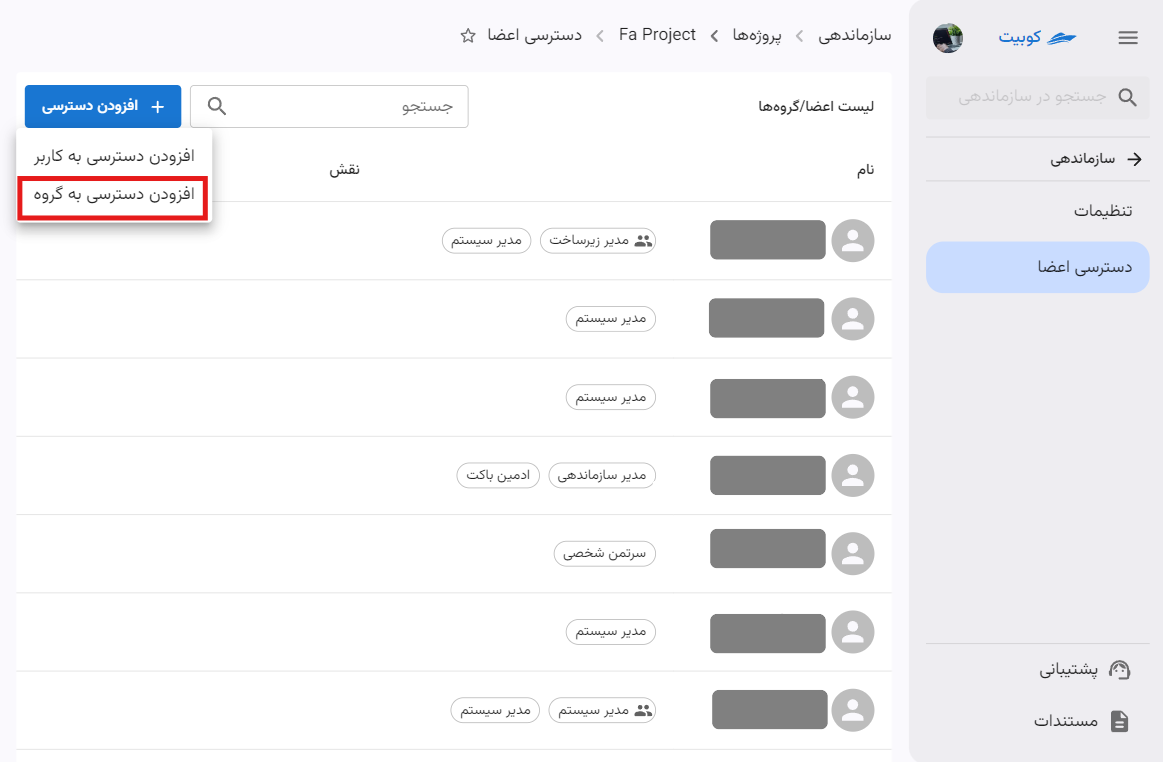 کوبیت
جستجو در سازماندهی
سازماندهی
تنظیمات
دسترسی اعضا
پشتیبانی
مستندات
سازماندهی > پروژه‌ها > Fa Project > دسترسی اعضا
لیست اعضا/گروه‌ها
جستجو
افزودن دسترسی +
افزودن دسترسی به کاربر
افزودن دسترسی به گروه
نام نقش
مدیر زیرساخت مدیر سیستم
مدیر سیستم
مدیر سیستم
مدیر سازماندهی ادمین باکت
سرتمن شخصی
مدیر سیستم
مدیر سیستم مدیر سیستم